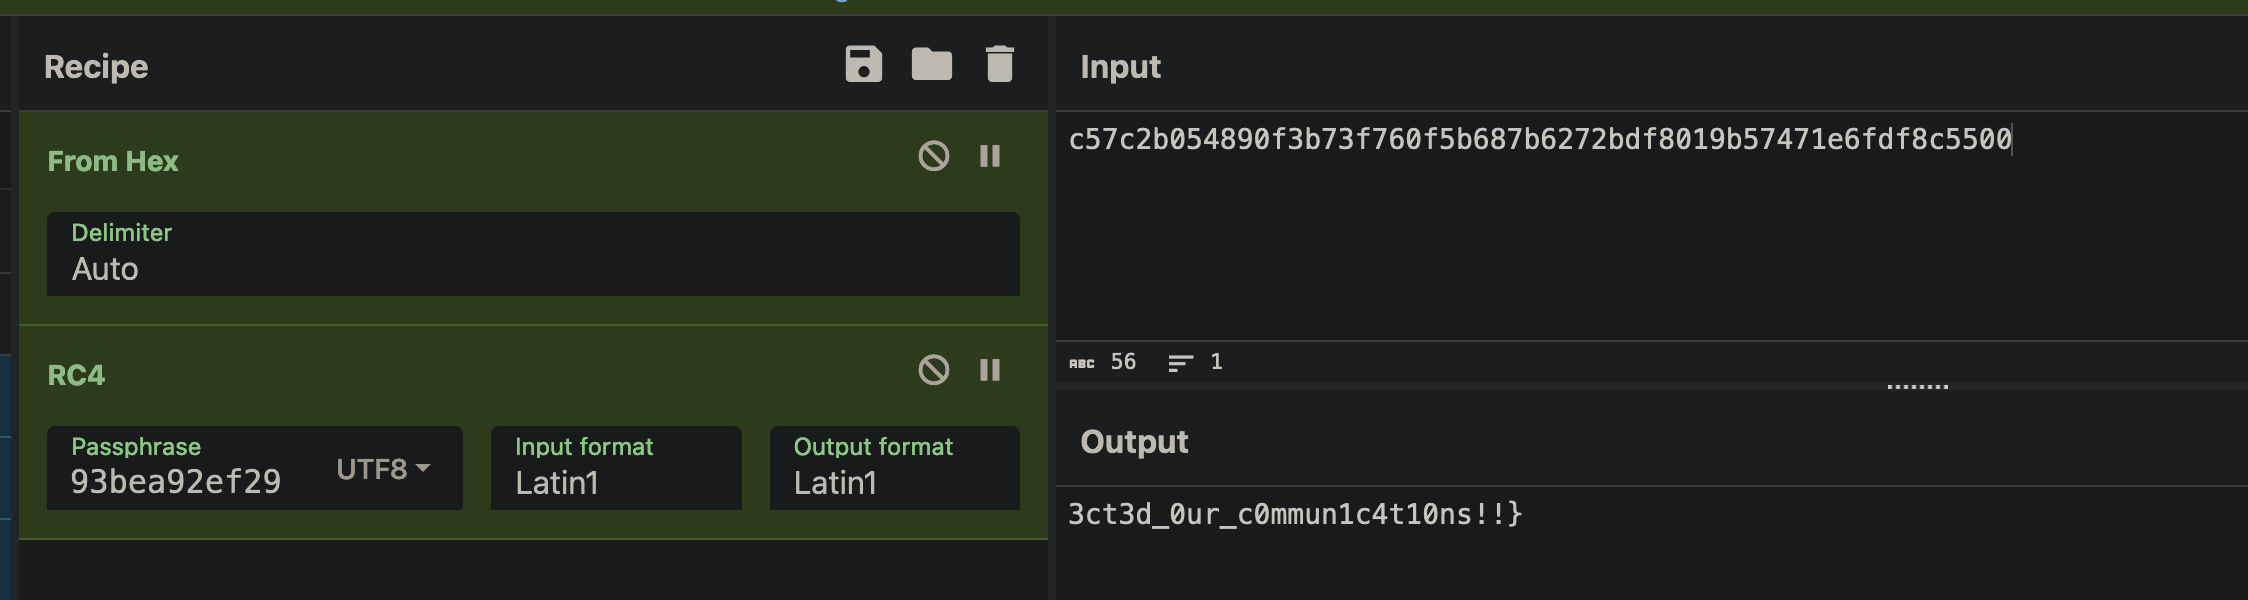 Recipe
From Hex
Delimiter
Auto
RC4
Passphrase
93bea92ef29
UTF8
Input format
Latin1
Output format
Latin1
Input
c57c2b054890f3b73f760f5b687b6272bdf8019b57471e6fdf8c5500
ABC 56 1
Output
3ct3d_0ur_c0mmun1c4t10ns!!}